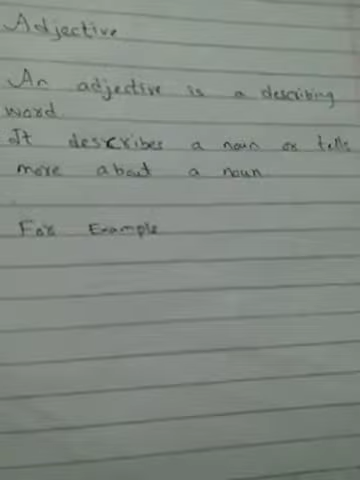 Adjective
An adjective is a describing
word
It describes a noun or tells
more about a noun
For Example